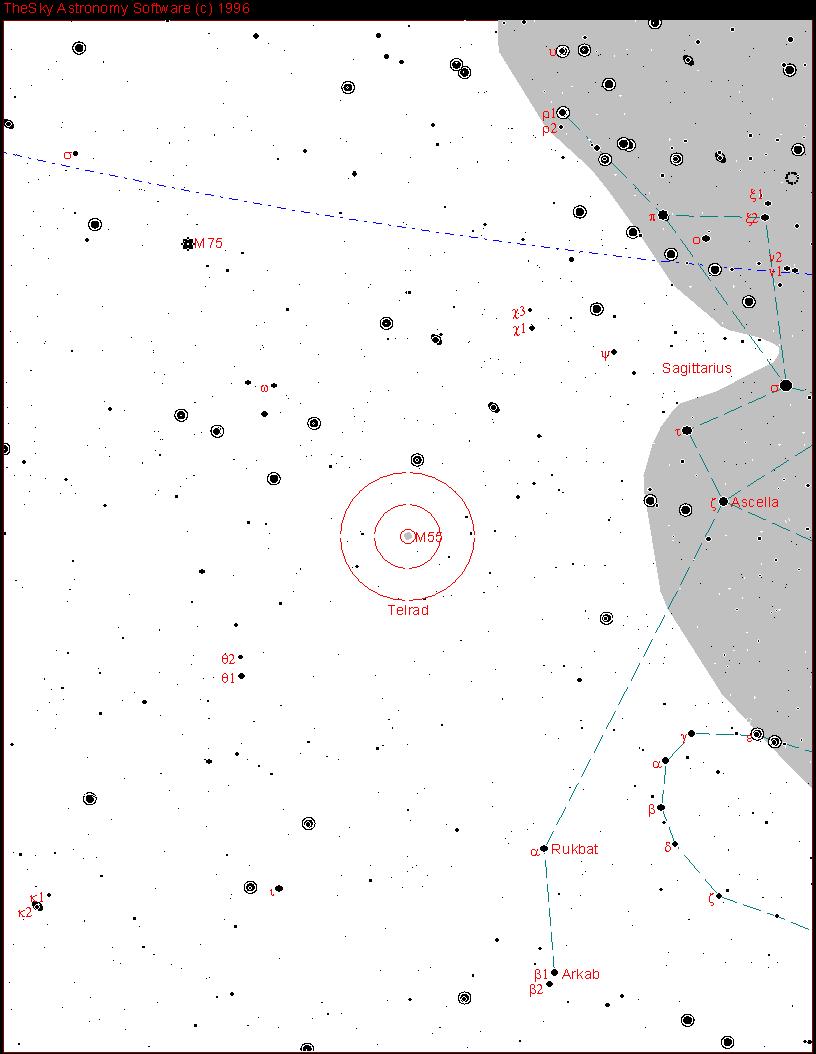 TheSky Astronomy Software (c) 1996
υ
ρ1
ρ2
σ
ξ1
π
ξ2
ο
M75
ν2
ν1
χ3
χ1
ψ
Sagittarius
ω
σ
τ
ζ Ascella
M55
Telrad
θ2
θ1
γ
ε
α
β
δ
α Rukbat
κ1
κ2
ι
ζ
β1 Arkab
β2